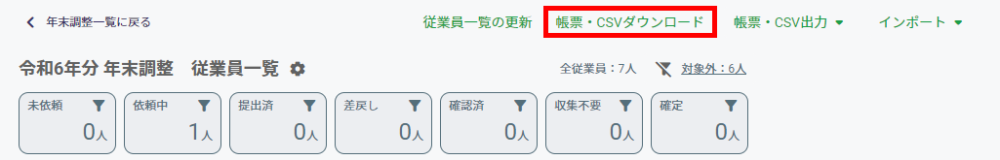 年末調整一覧に戻る 従業員一覧の更新 帳票・CSVダウンロード 帳票・CSV出力 インポート
令和6年分 年末調整　従業員一覧 全従業員：7人 対象外：6人
未依頼 依頼中 提出済 差戻し 確認済 収集不要 確定
0人 1人 0人 0人 0人 0人 0人